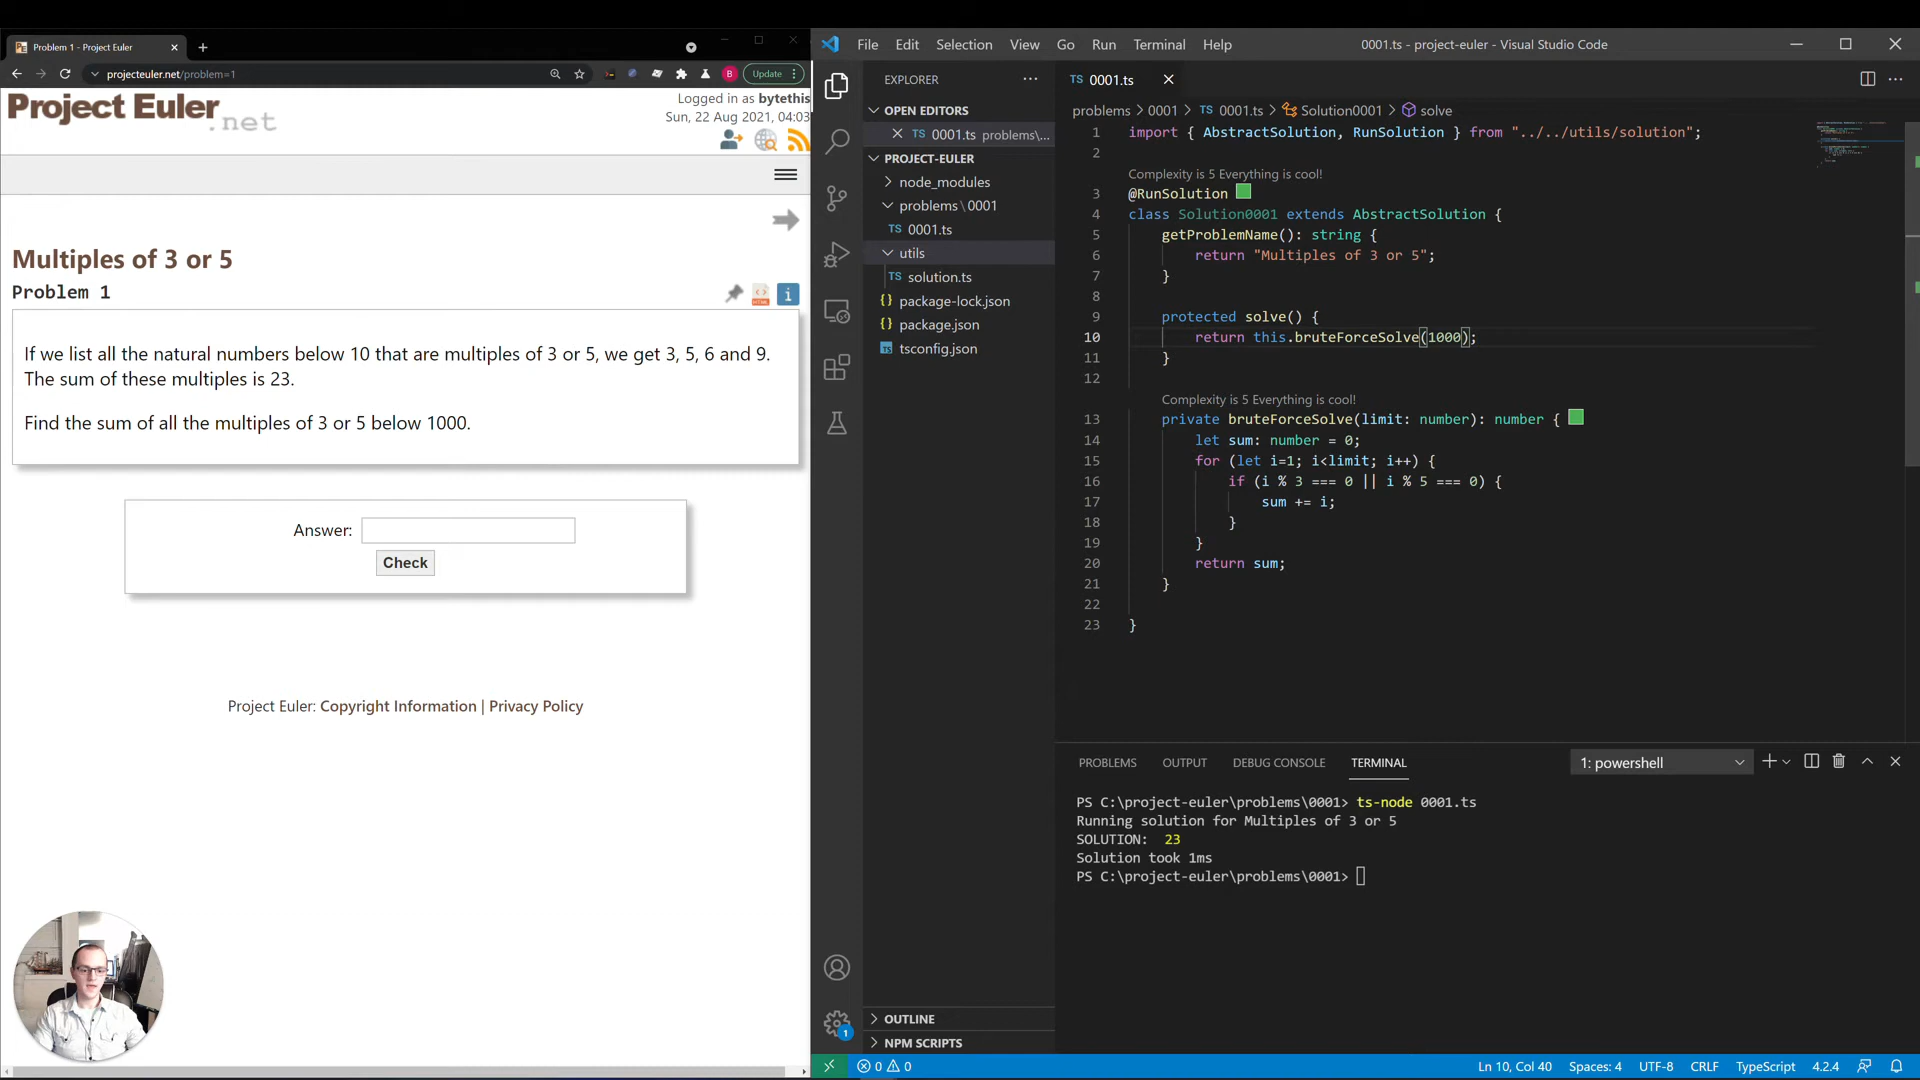 Problem 1 - Project Euler
projecteuler.net/problem=1
B
Update
Project Euler
.net
Logged in as bytethis
Sun, 22 Aug 2021, 04:03
Multiples of 3 or 5
Problem 1
If we list all the natural numbers below 10 that are multiples of 3 or 5, we get 3, 5, 6 and 9.
The sum of these multiples is 23.
Find the sum of all the multiples of 3 or 5 below 1000.
Answer:
Check
Project Euler: Copyright Information | Privacy Policy
File Edit Selection View Go Run Terminal Help
0001.ts - project-euler - Visual Studio Code
EXPLORER
OPEN EDITORS
0001.ts problems\...
PROJECT-EULER
node_modules
problems\0001
TS 0001.ts
utils
TS solution.ts
{} package-lock.json
{} package.json
tsconfig.json
OUTLINE
NPM SCRIPTS
1
TS 0001.ts
problems > 0001 > TS 0001.ts > Solution0001 > solve
1 import { AbstractSolution, RunSolution } from "../../utils/solution";
2
Complexity is 5 Everything is cool!
3 @RunSolution
4 class Solution0001 extends AbstractSolution {
5 getProblemName(): string {
6 return "Multiples of 3 or 5";
7 }
8
9 protected solve() {
10 return this.bruteForceSolve(1000);
11 }
12
Complexity is 5 Everything is cool!
13 private bruteForceSolve(limit: number): number {
14 let sum: number = 0;
15 for (let i=1; i<limit; i++) {
16 if (i % 3 === 0 || i % 5 === 0) {
17 sum += i;
18 }
19 }
20 return sum;
21 }
22
23 }
PROBLEMS OUTPUT DEBUG CONSOLE TERMINAL
1: powershell
PS C:\project-euler\problems\0001> ts-node 0001.ts
Running solution for Multiples of 3 or 5
SOLUTION: 23
Solution took 1ms
PS C:\project-euler\problems\0001>
0 0
Ln 10, Col 40 Spaces: 4 UTF-8 CRLF TypeScript 4.2.4